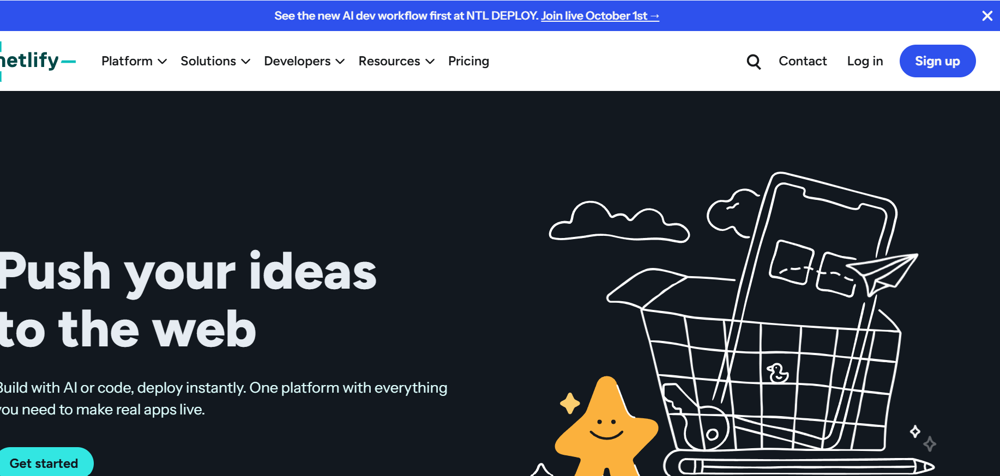 See the new AI dev workflow first at NTL DEPLOY. Join live October 1st →
netlify
Platform
Solutions
Developers
Resources
Pricing
Contact
Log in
Sign up
Push your ideas
to the web
Build with AI or code, deploy instantly. One platform with everything
you need to make real apps live.
Get started